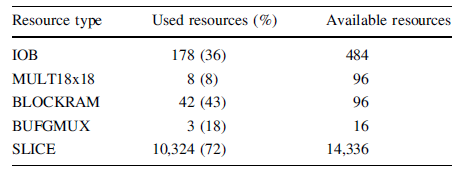 Resource type Used resources (%) Available resources
IOB 178 (36) 484
MULT18x18 8 (8) 96
BLOCKRAM 42 (43) 96
BUFGMUX 3 (18) 16
SLICE 10,324 (72) 14,336